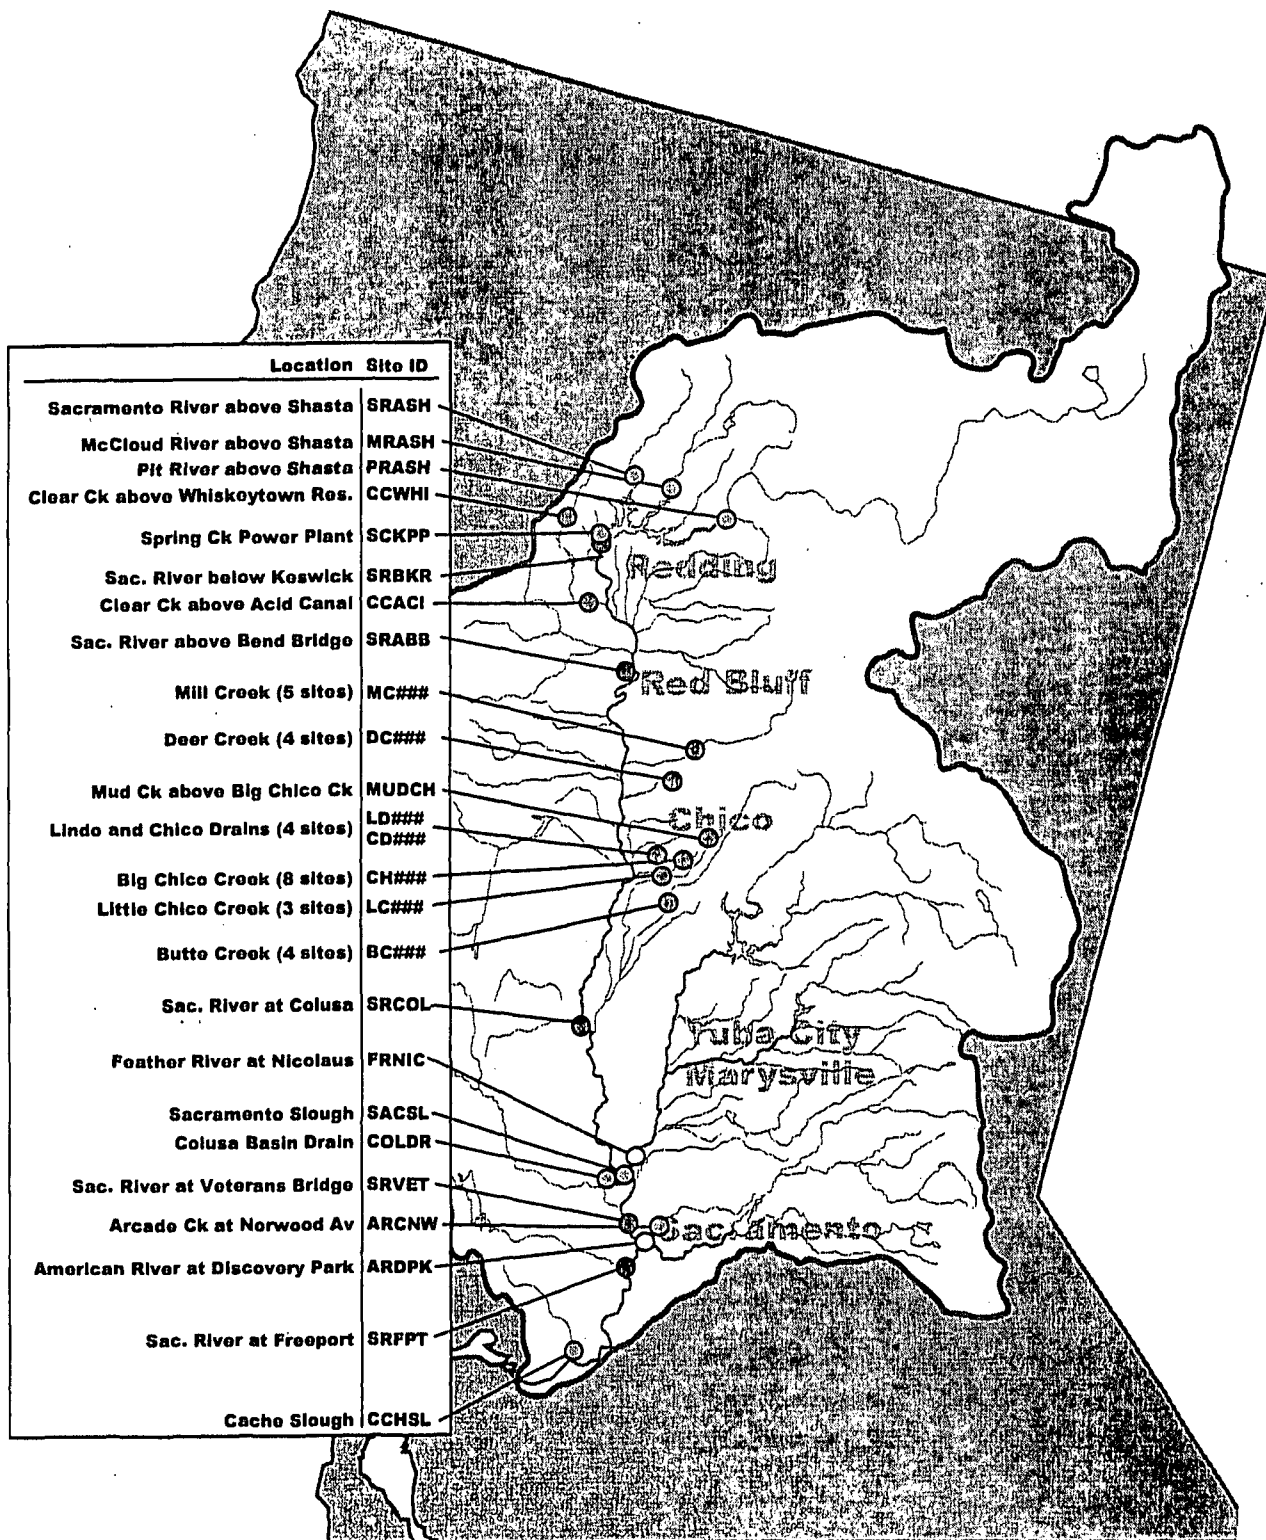 Location Site ID
Sacramento River above Shasta SRASH
McCloud River above Shasta MRASH
Pit River above Shasta PRASH
Clear Ck above Whiskeytown Res. CCWHI
Spring Ck Power Plant SCKPP
Sac. River below Keswick SRBKR
Clear Ck above Acid Canal CCACI
Sac. River above Bend Bridge SRABB
Mill Creek (5 sites) MC###
Deer Creek (4 sites) DC###
Mud Ck above Big Chico Ck MUDCH
Lindo and Chico Drains (4 sites) LD###
CD###
Big Chico Creek (8 sites) CH###
Little Chico Creek (3 sites) LC###
Butte Creek (4 sites) BC###
Sac. River at Colusa SRCOL
Feather River at Nicolaus FRNIC
Sacramento Slough SACSL
Colusa Basin Drain COLDR
Sac. River at Veterans Bridge SRVET
Arcade Ck at Norwood Av ARCNW
American River at Discovery Park ARDPK
Sac. River at Freeport SRFPT
Cache Slough CCHSL
Redding
Red Bluff
Chico
Yuba City
Marysville
Sacramento